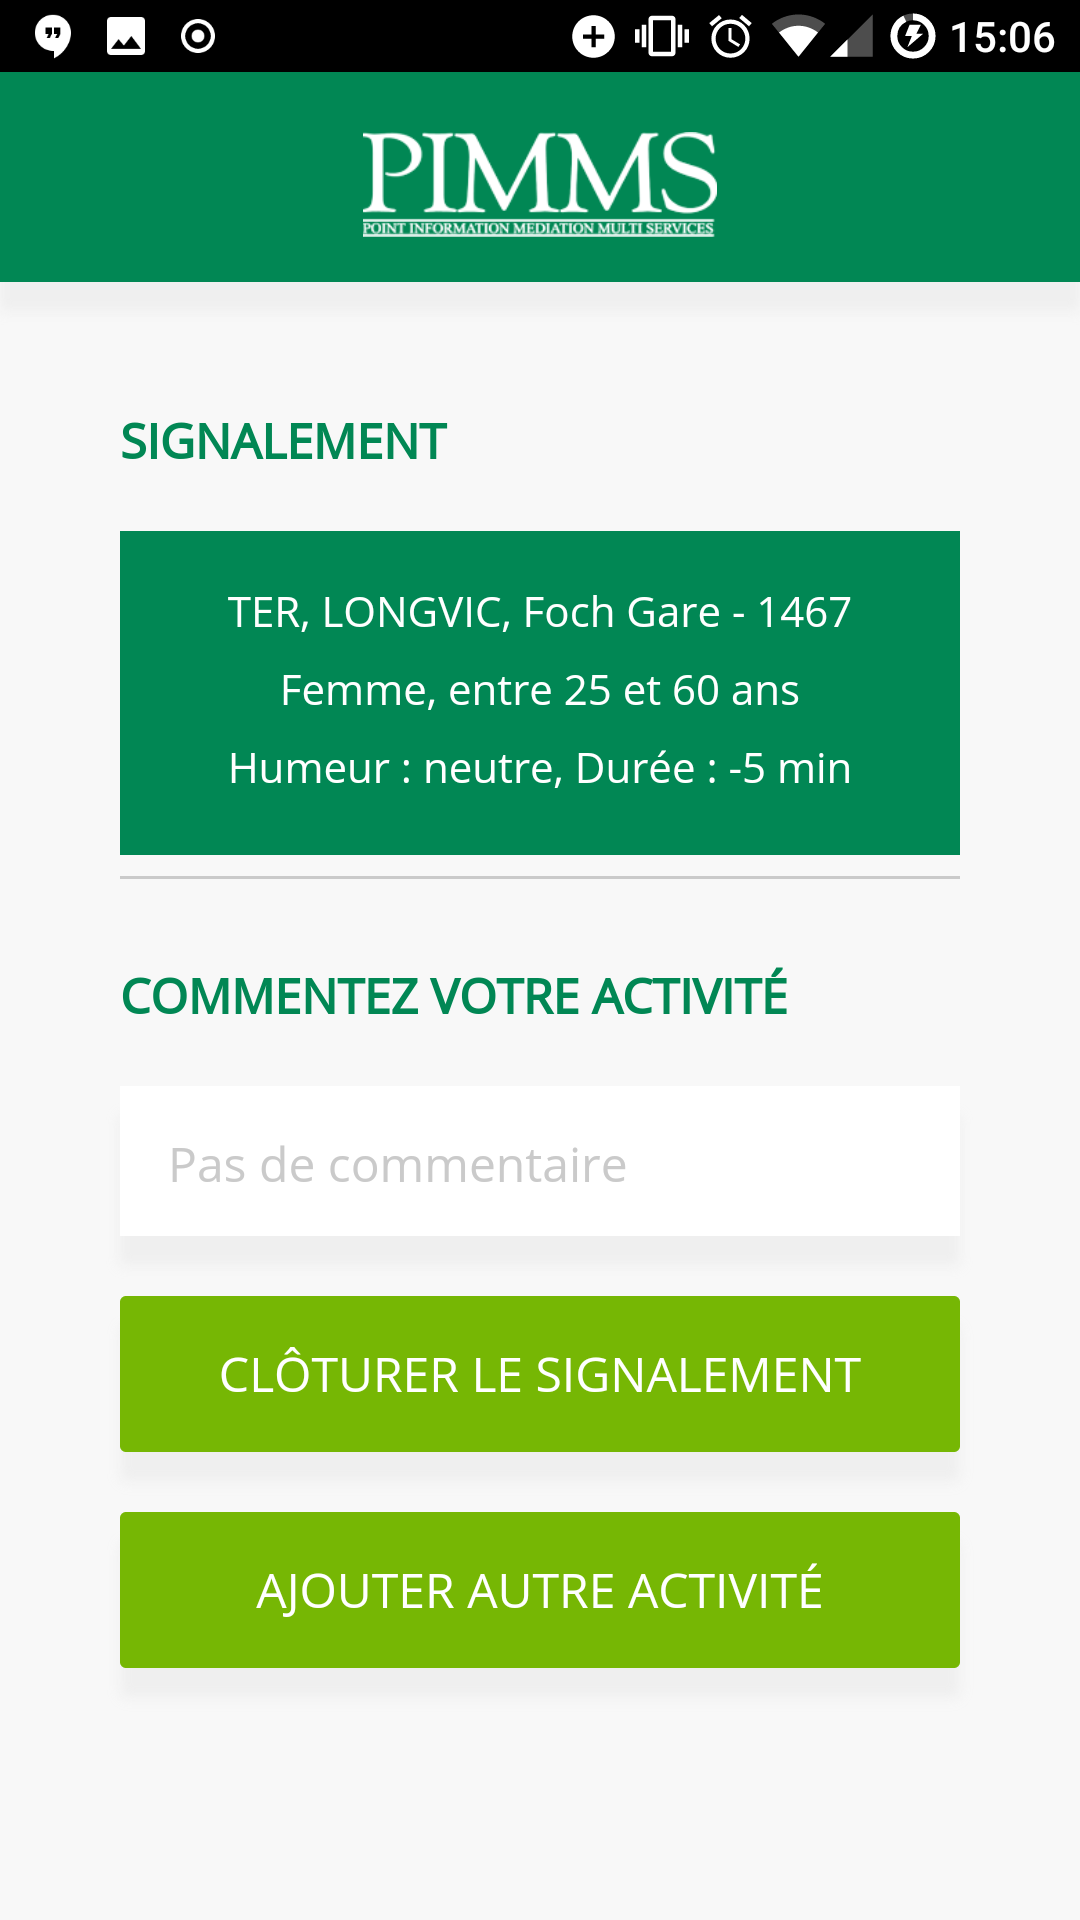 15:06
PIMMS
POINT INFORMATION MEDIATION MULTI SERVICES
SIGNALEMENT
TER, LONGVIC, Foch Gare - 1467
Femme, entre 25 et 60 ans
Humeur : neutre, Durée : -5 min
COMMENTEZ VOTRE ACTIVITÉ
Pas de commentaire
CLÔTURER LE SIGNALEMENT
AJOUTER AUTRE ACTIVITÉ